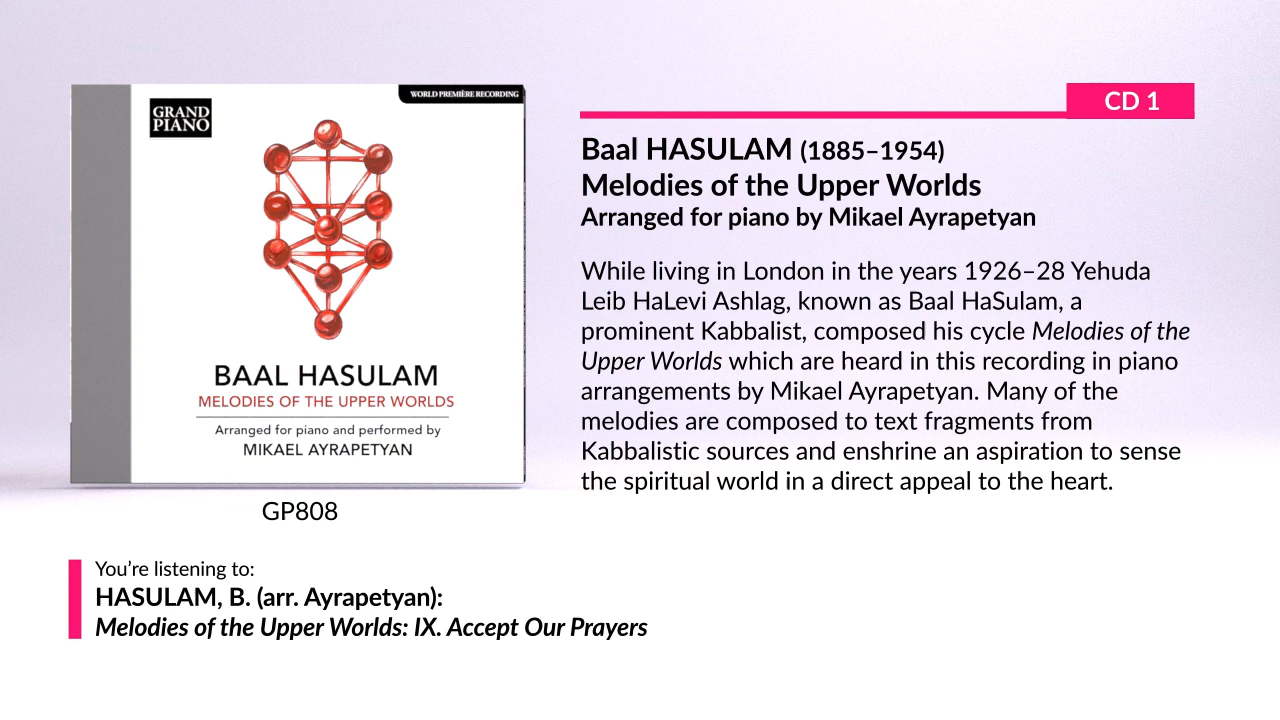 GRAND
PIANO
WORLD PREMIÈRE RECORDING
BAAL HASULAM
MELODIES OF THE UPPER WORLDS
Arranged for piano and performed by
MIKAEL AYRAPETYAN
GP808
CD 1
Baal HASULAM (1885–1954)
Melodies of the Upper Worlds
Arranged for piano by Mikael Ayrapetyan
While living in London in the years 1926–28 Yehuda
Leib HaLevi Ashlag, known as Baal HaSulam, a
prominent Kabbalist, composed his cycle Melodies of the
Upper Worlds which are heard in this recording in piano
arrangements by Mikael Ayrapetyan. Many of the
melodies are composed to text fragments from
Kabbalistic sources and enshrine an aspiration to sense
the spiritual world in a direct appeal to the heart.
You’re listening to:
HASULAM, B. (arr. Ayrapetyan):
Melodies of the Upper Worlds: IX. Accept Our Prayers